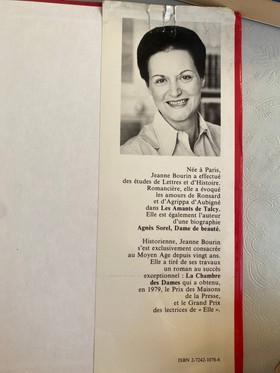 Née à Paris,
Jeanne Bourin a effectué
des études de Lettres et d'Histoire.
Romancière, elle a évoqué
les amours de Ronsard
et d'Agrippa d'Aubigné
dans Les Amants de Talcy.
Elle est également l'auteur
d'une biographie
Agnès Sorel, Dame de beauté.
Historienne, Jeanne Bourin
s'est exclusivement consacrée
au Moyen Age depuis vingt ans.
Elle a tiré de ses travaux
un roman au succès
exceptionnel : La Chambre
des Dames qui a obtenu,
en 1979, le Prix des Maisons
de la Presse,
et le Grand Prix
des lectrices de « Elle ».
ISBN 2-7242-1078-6